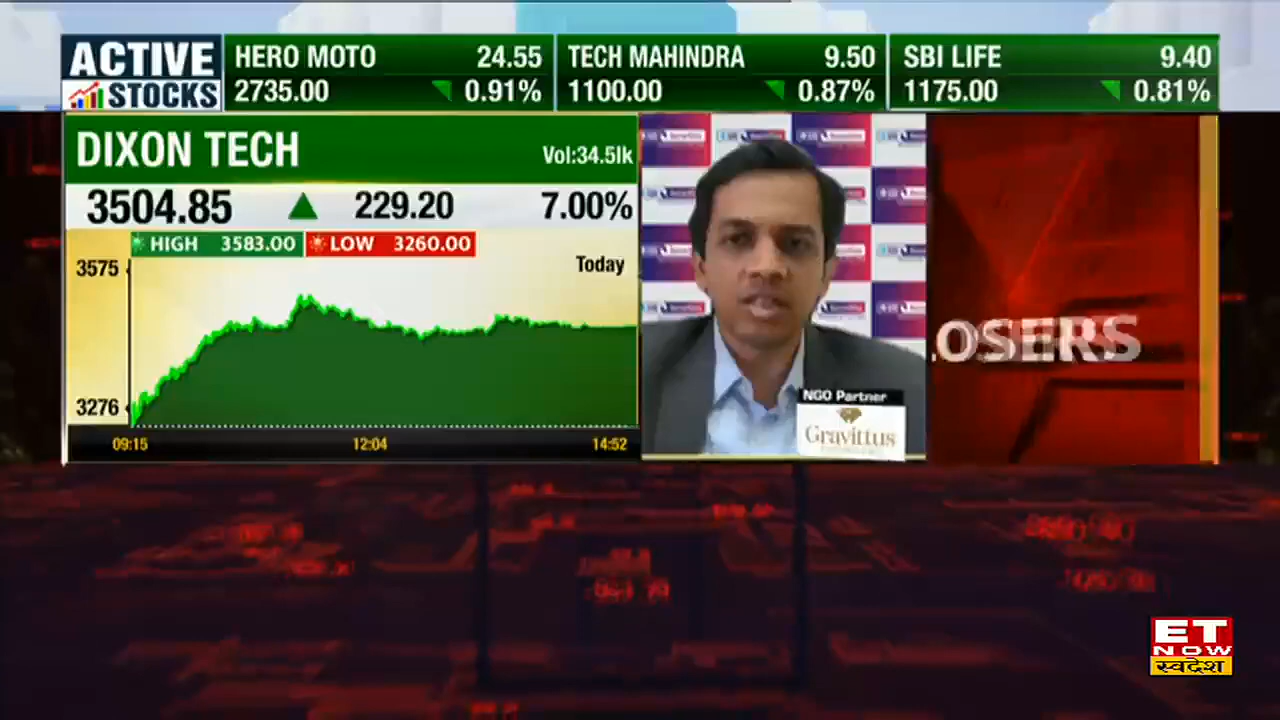 ACTIVE
STOCKS
HERO MOTO 24.55
2735.00 0.91%
TECH MAHINDRA 9.50
1100.00 0.87%
SBI LIFE 9.40
1175.00 0.81%
DIXON TECH
Vol:34.5lk
3504.85 229.20 7.00%
HIGH 3583.00 LOW 3260.00
3575
Today
3276
09:15 12:04 14:52
NGO Partner
Gravittus
ET
NOW
स्वदेश